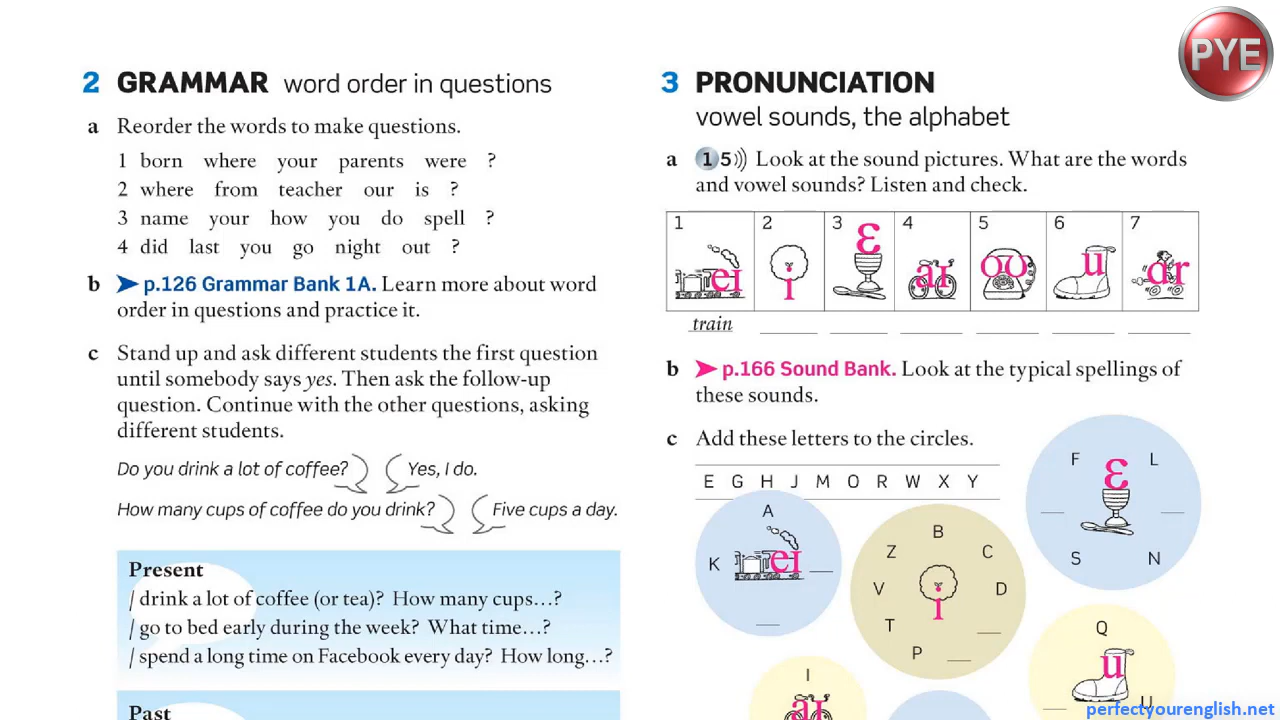 PYE
2 GRAMMAR word order in questions
a Reorder the words to make questions.
1 born where your parents were ?
2 where from teacher our is ?
3 name your how you do spell ?
4 did last you go night out ?
b p.126 Grammar Bank 1A. Learn more about word
order in questions and practice it.
c Stand up and ask different students the first question
until somebody says yes. Then ask the follow-up
question. Continue with the other questions, asking
different students.
Do you drink a lot of coffee? Yes, I do.
How many cups of coffee do you drink? Five cups a day.
Present
/ drink a lot of coffee (or tea)? How many cups…?
/ go to bed early during the week? What time…?
/ spend a long time on Facebook every day? How long…?
Past
3 PRONUNCIATION
vowel sounds, the alphabet
a 1 5 Look at the sound pictures. What are the words
and vowel sounds? Listen and check.
1 2 3 4 5 6 7
eɪ i ɛ aɪ oʊ u ɑr
train
b p.166 Sound Bank. Look at the typical spellings of
these sounds.
c Add these letters to the circles.
E G H J M O R W X Y
A
K eɪ
B
Z C
V D
i
T
P
F ɛ L
S N
Q
u
U
I
aɪ
perfectyourenglish.net